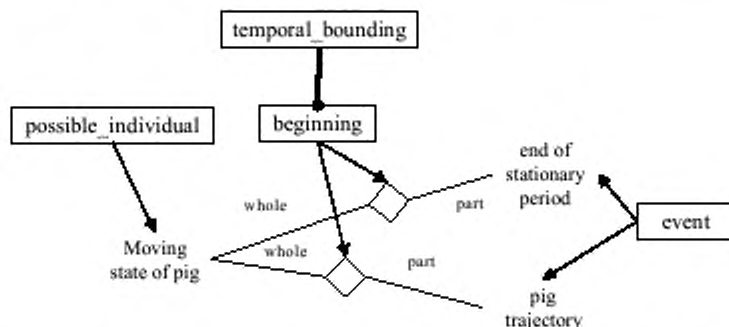 temporal_bounding
possible_individual
beginning
end of
stationary
period
whole
part
event
Moving
state of pig
whole
part
pig
trajectory